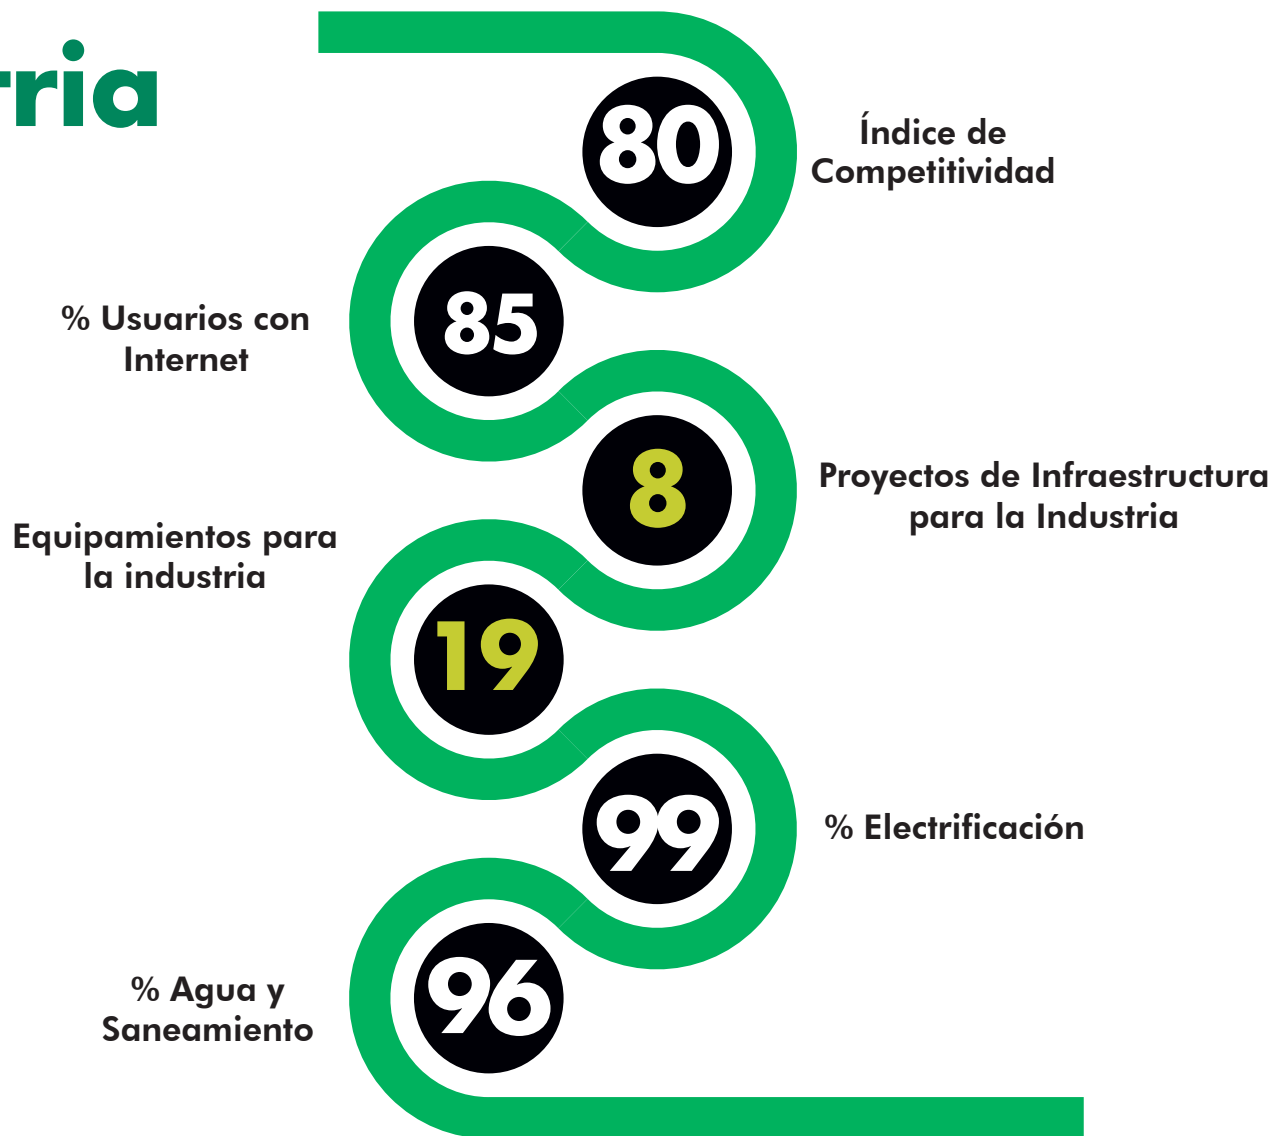 80
Índice de
Competitividad
% Usuarios con
Internet
85
8
Proyectos de Infraestructura
para la Industria
Equipamientos para
la industria
19
99
% Electrificación
% Agua y
Saneamiento
96